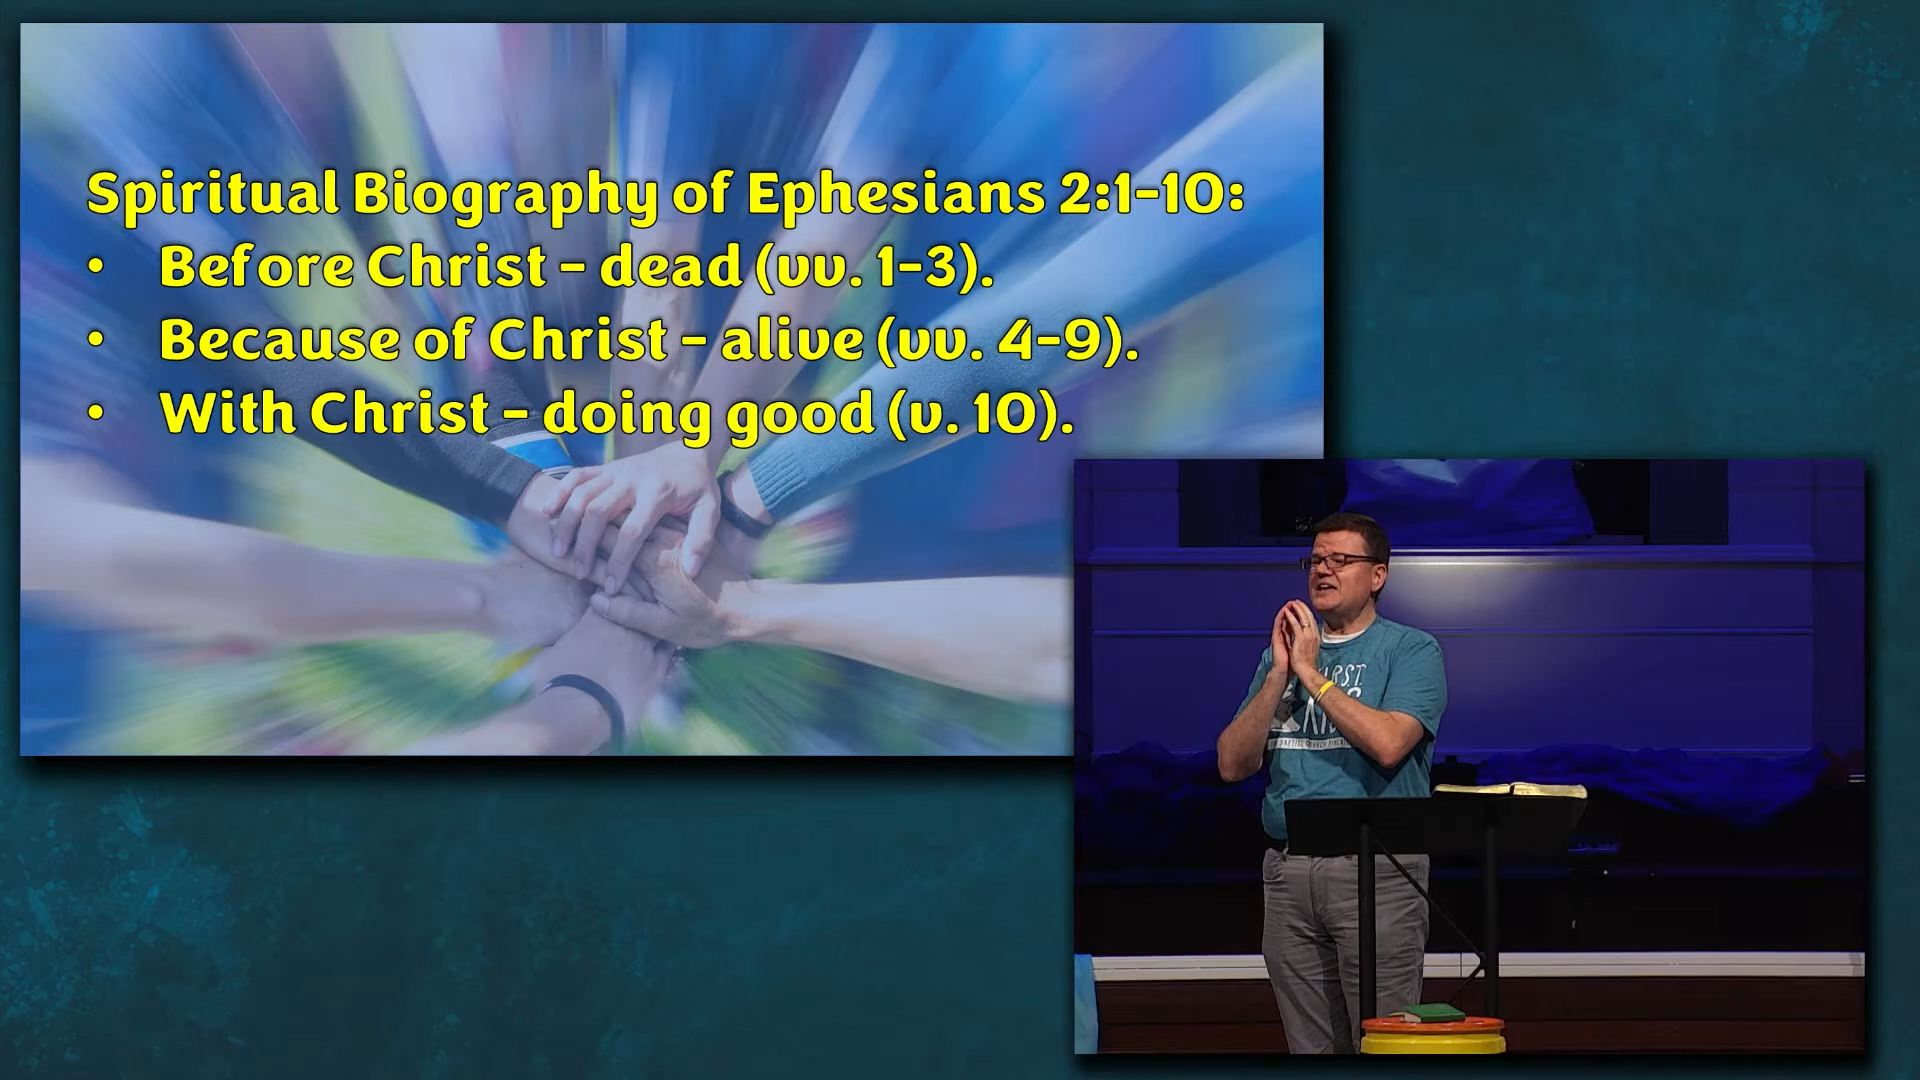 Spiritual Biography of Ephesians 2:1-10:
• Before Christ - dead (vv. 1-3).
• Because of Christ - alive (vv. 4-9).
• With Christ - doing good (v. 10).